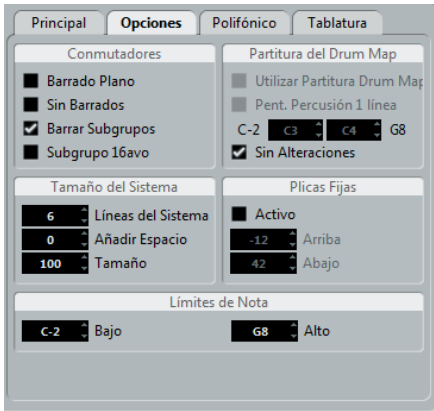 Principal Opciones Polifónico Tablatura
Conmutadores
Barrado Plano
Sin Barrados
Barrar Subgrupos
Subgrupo 16avo
Partitura del Drum Map
Utilizar Partitura Drum Map
Pent. Percusión 1 línea
C-2 C3 C4 G8
Sin Alteraciones
Tamaño del Sistema
6 Líneas del Sistema
0 Añadir Espacio
100 Tamaño
Plicas Fijas
Activo
-12 Arriba
42 Abajo
Límites de Nota
C-2 Bajo G8 Alto